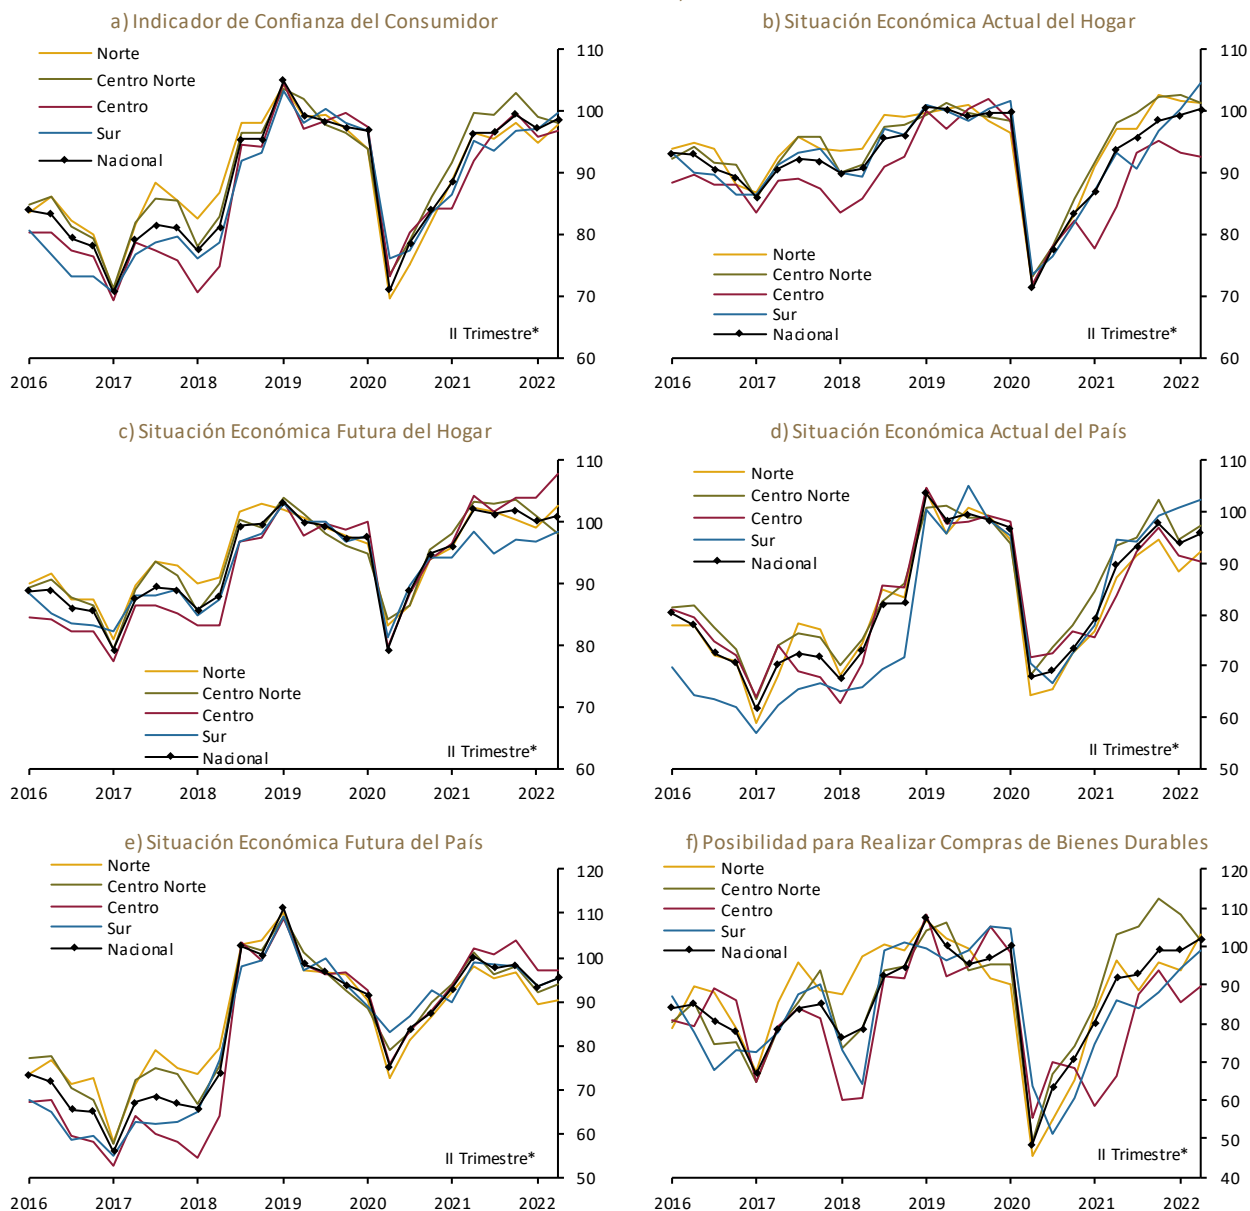 a) Indicador de Confianza del Consumidor
Norte
Centro Norte
Centro
Sur
Nacional
110
100
90
80
70
60
II Trimestre*
2016 2017 2018 2019 2020 2021 2022
b) Situación Económica Actual del Hogar
110
100
90
80
70
60
Norte
Centro Norte
Centro
Sur
Nacional
II Trimestre*
2016 2017 2018 2019 2020 2021 2022
c) Situación Económica Futura del Hogar
110
100
90
80
70
60
Norte
Centro Norte
Centro
Sur
Nacional
II Trimestre*
2016 2017 2018 2019 2020 2021 2022
d) Situación Económica Actual del País
Norte
Centro Norte
Centro
Sur
Nacional
110
100
90
80
70
60
50
II Trimestre*
2016 2017 2018 2019 2020 2021 2022
e) Situación Económica Futura del País
Norte
Centro Norte
Centro
Sur
Nacional
120
110
100
90
80
70
60
50
II Trimestre*
2016 2017 2018 2019 2020 2021 2022
f) Posibilidad para Realizar Compras de Bienes Durables
Norte
Centro Norte
Centro
Sur
Nacional
120
110
100
90
80
70
60
50
40
II Trimestre*
2016 2017 2018 2019 2020 2021 2022